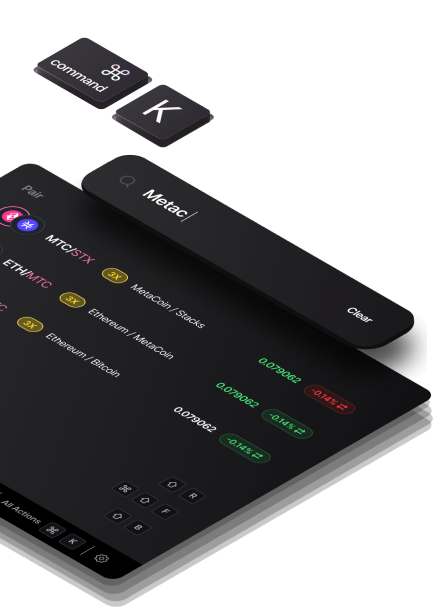 command ⌘
K
Metac
Clear
Pair
MTC/STX 3X MetaCoin / Stacks 0.079062 -0.14%
ETH/MTC 3X Ethereum / MetaCoin 0.079062 -0.14%
C 3X Ethereum / Bitcoin 0.079062 -0.14%
R
⌘ F
B
All Actions ⌘ K